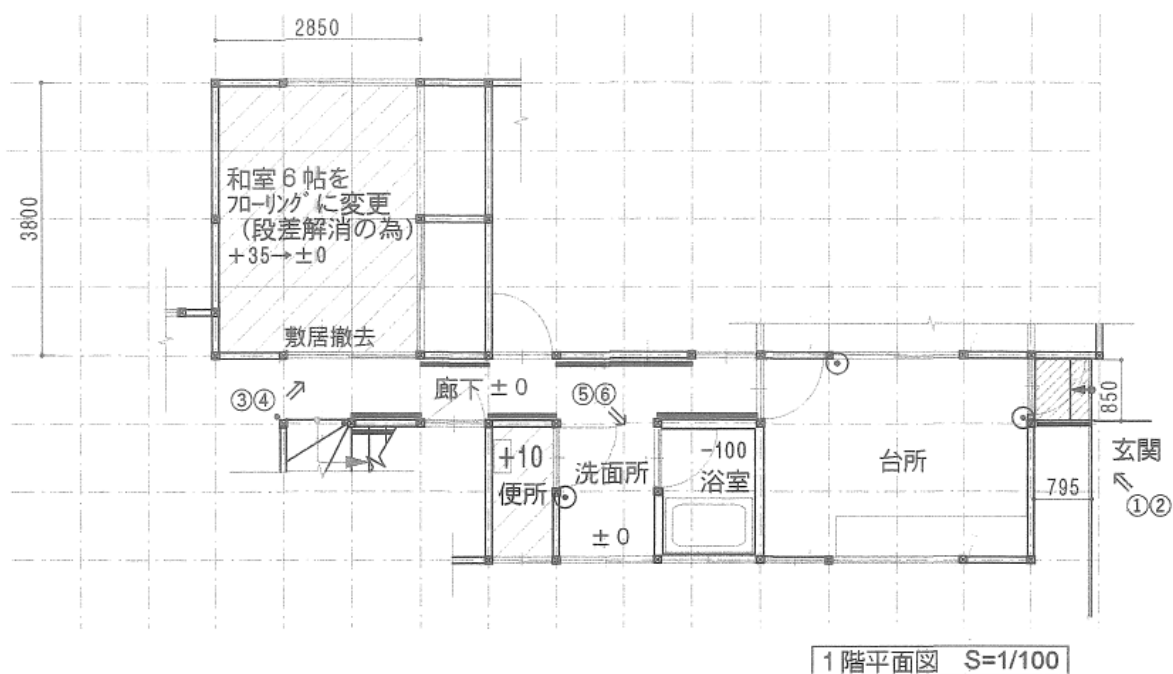 2850
3800
和室6帖を
フローリングに変更
(段差解消の為)
+35→±0
敷居撤去
③④
廊下±0
⑤⑥
850
+10
便所
洗面所
±0
-100
浴室
台所
玄関
795
①②
1階平面図 S=1/100